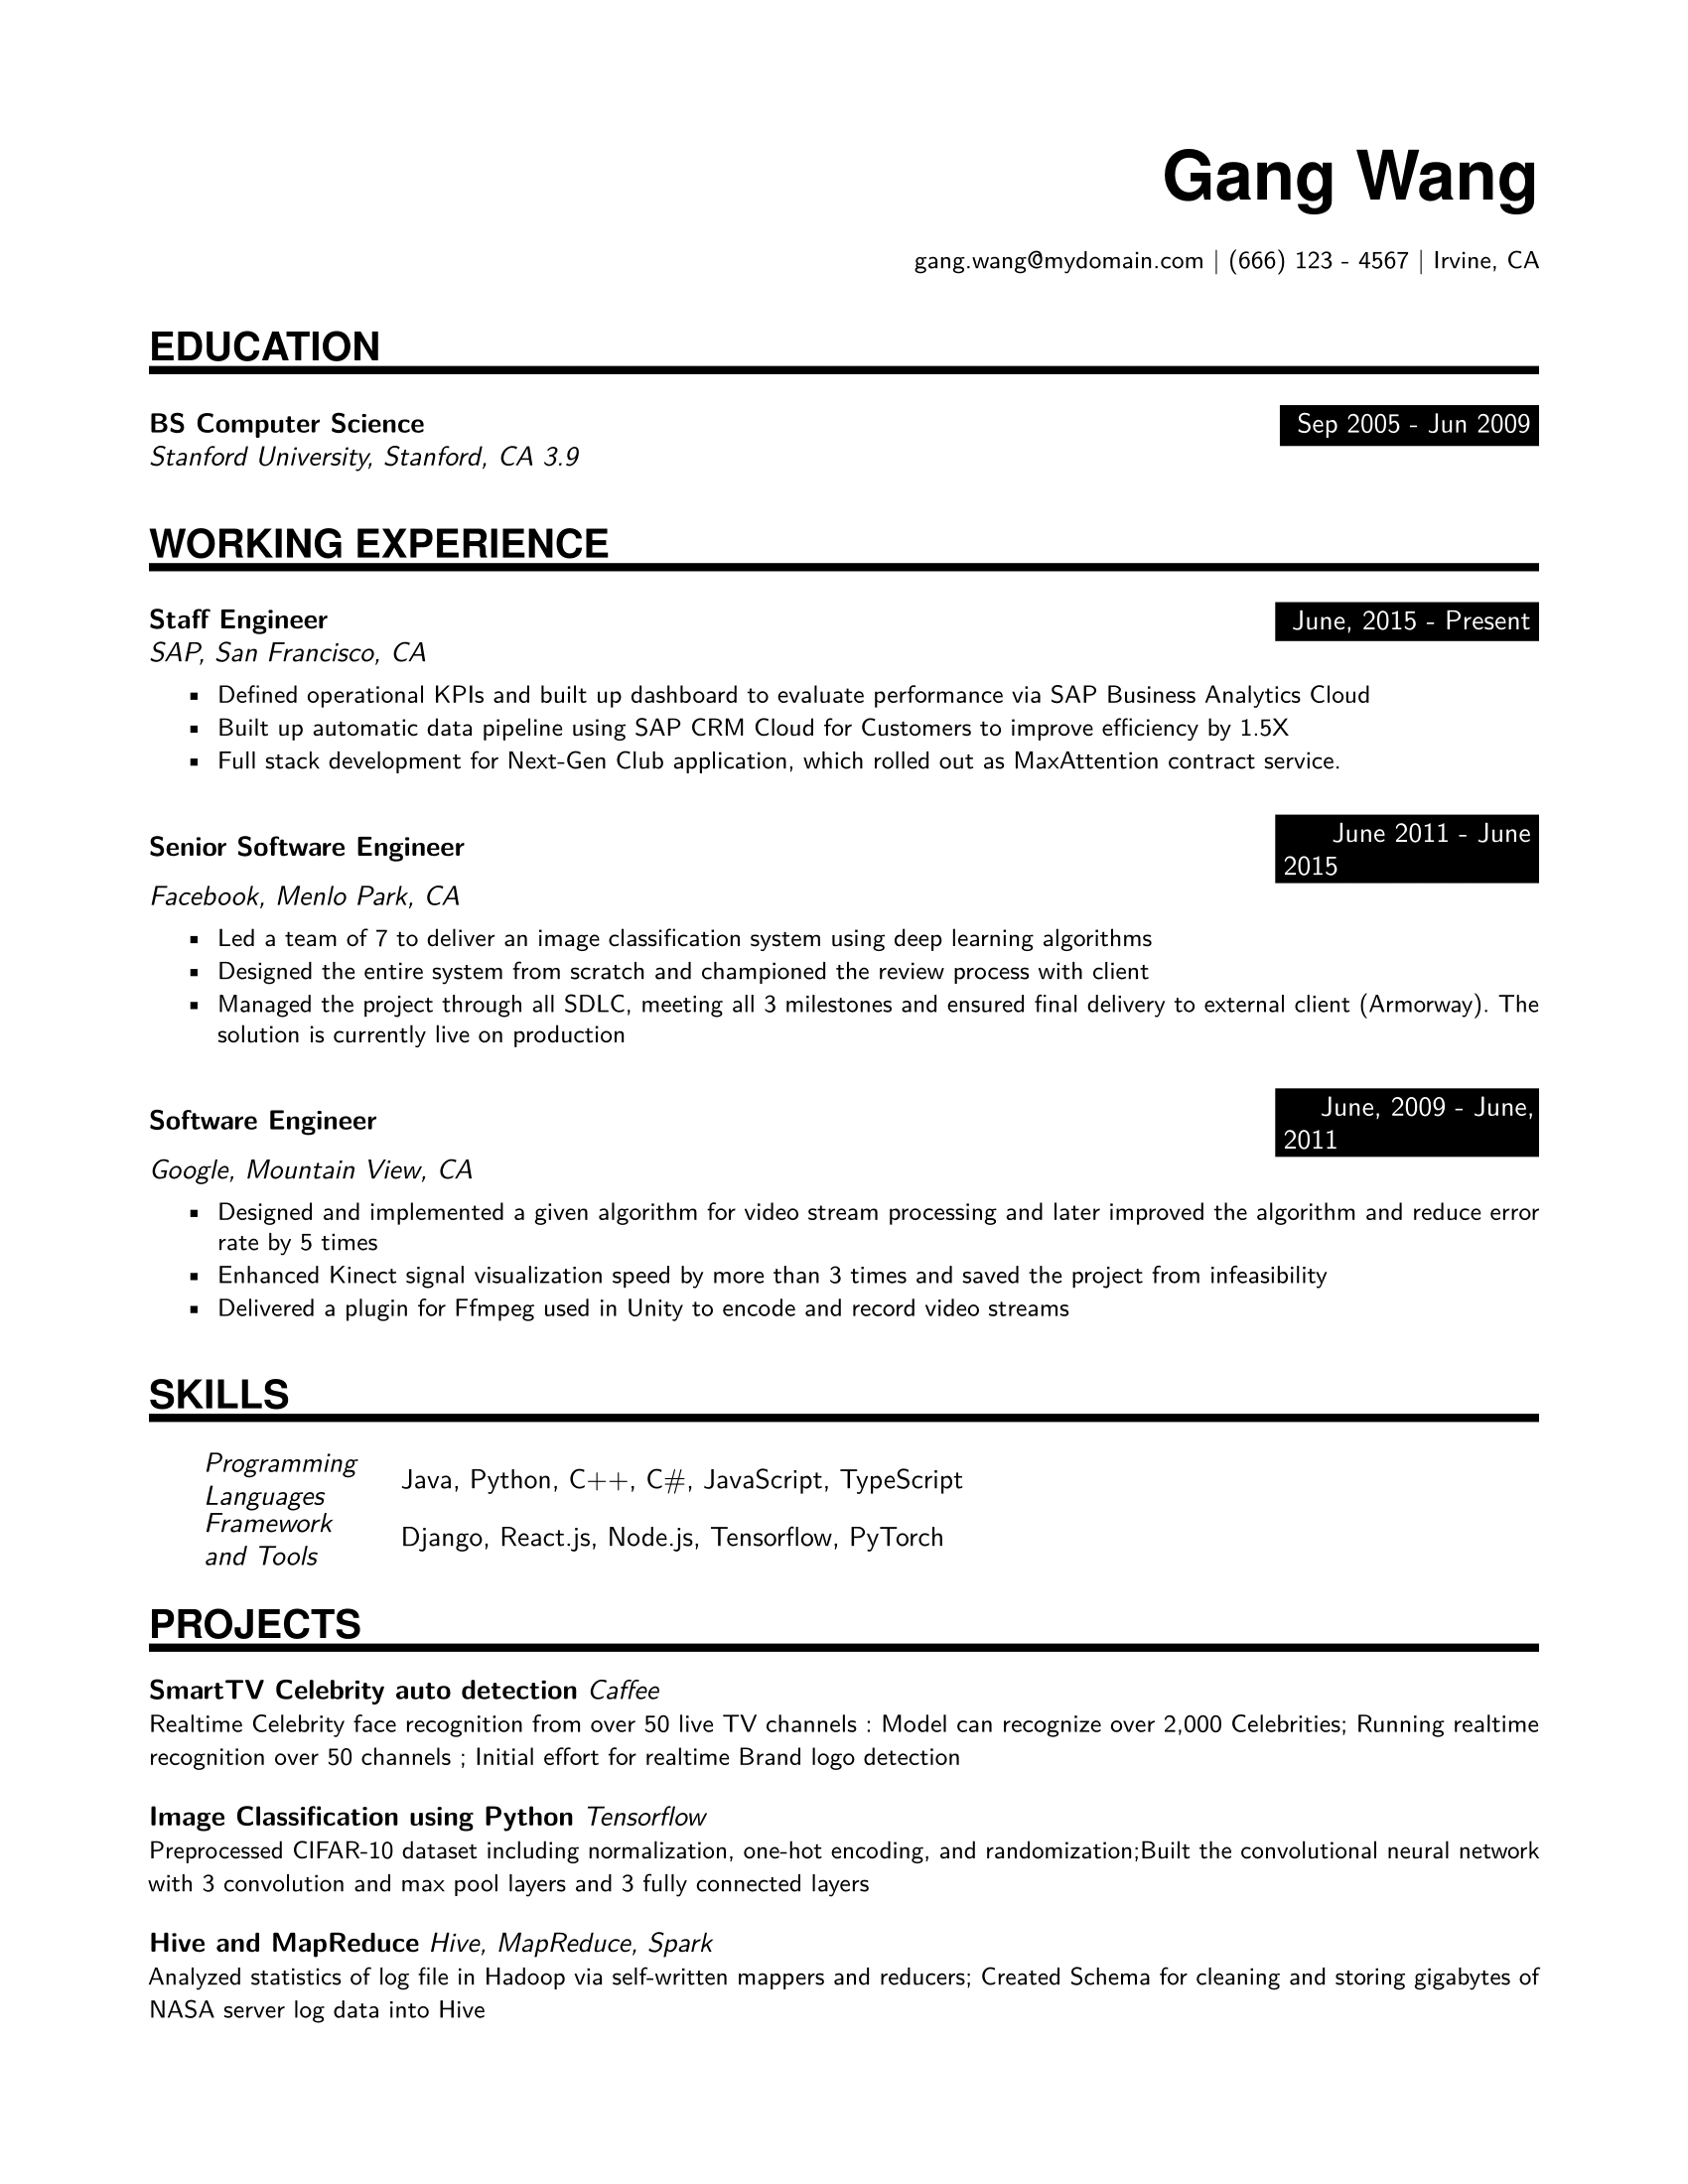 Gang Wang
gang.wang@mydomain.com | (666) 123 - 4567 | Irvine, CA
EDUCATION
BS Computer Science Sep 2005 - Jun 2009
Stanford University, Stanford, CA 3.9
WORKING EXPERIENCE
Staff Engineer June, 2015 - Present
SAP, San Francisco, CA
▪ Defined operational KPIs and built up dashboard to evaluate performance via SAP Business Analytics Cloud
▪ Built up automatic data pipeline using SAP CRM Cloud for Customers to improve efficiency by 1.5X
▪ Full stack development for Next-Gen Club application, which rolled out as MaxAttention contract service.
Senior Software Engineer
June 2011 - June
2015
Facebook, Menlo Park, CA
▪ Led a team of 7 to deliver an image classification system using deep learning algorithms
▪ Designed the entire system from scratch and championed the review process with client
▪ Managed the project through all SDLC, meeting all 3 milestones and ensured final delivery to external client (Armorway). The
solution is currently live on production
Software Engineer
June, 2009 - June,
2011
Google, Mountain View, CA
▪ Designed and implemented a given algorithm for video stream processing and later improved the algorithm and reduce error
rate by 5 times
▪ Enhanced Kinect signal visualization speed by more than 3 times and saved the project from infeasibility
▪ Delivered a plugin for Ffmpeg used in Unity to encode and record video streams
SKILLS
Programming
Languages
Java, Python, C++, C#, JavaScript, TypeScript
Framework
and Tools
Django, React.js, Node.js, Tensorflow, PyTorch
PROJECTS
SmartTV Celebrity auto detection Caffee
Realtime Celebrity face recognition from over 50 live TV channels : Model can recognize over 2,000 Celebrities; Running realtime
recognition over 50 channels ; Initial effort for realtime Brand logo detection
Image Classification using Python Tensorflow
Preprocessed CIFAR-10 dataset including normalization, one-hot encoding, and randomization;Built the convolutional neural network
with 3 convolution and max pool layers and 3 fully connected layers
Hive and MapReduce Hive, MapReduce, Spark
Analyzed statistics of log file in Hadoop via self-written mappers and reducers; Created Schema for cleaning and storing gigabytes of
NASA server log data into Hive